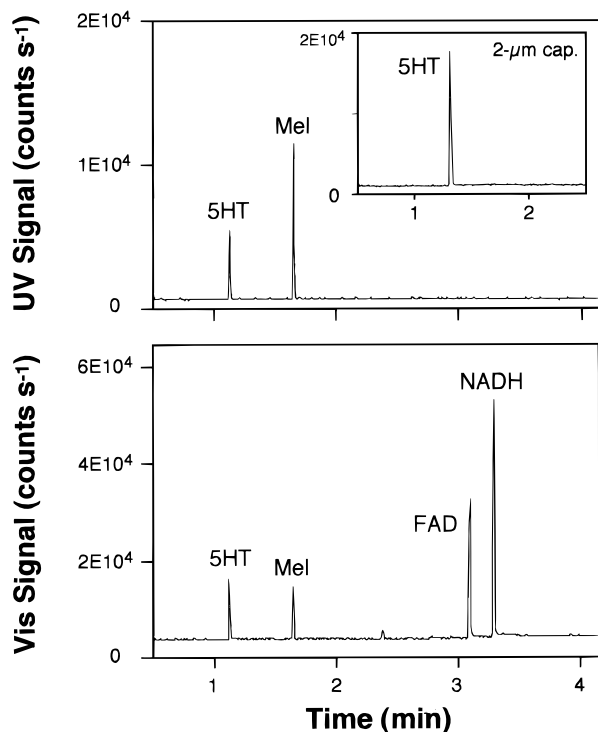 UV Signal (counts s⁻¹)
2E10⁴
1E10⁴
0
5HT
Mel
2E10⁴
0
5HT
2-μm cap.
1 2
Vis Signal (counts s⁻¹)
6E10⁴
4E10⁴
2E10⁴
0
5HT
Mel
FAD
NADH
1 2 3 4
Time (min)